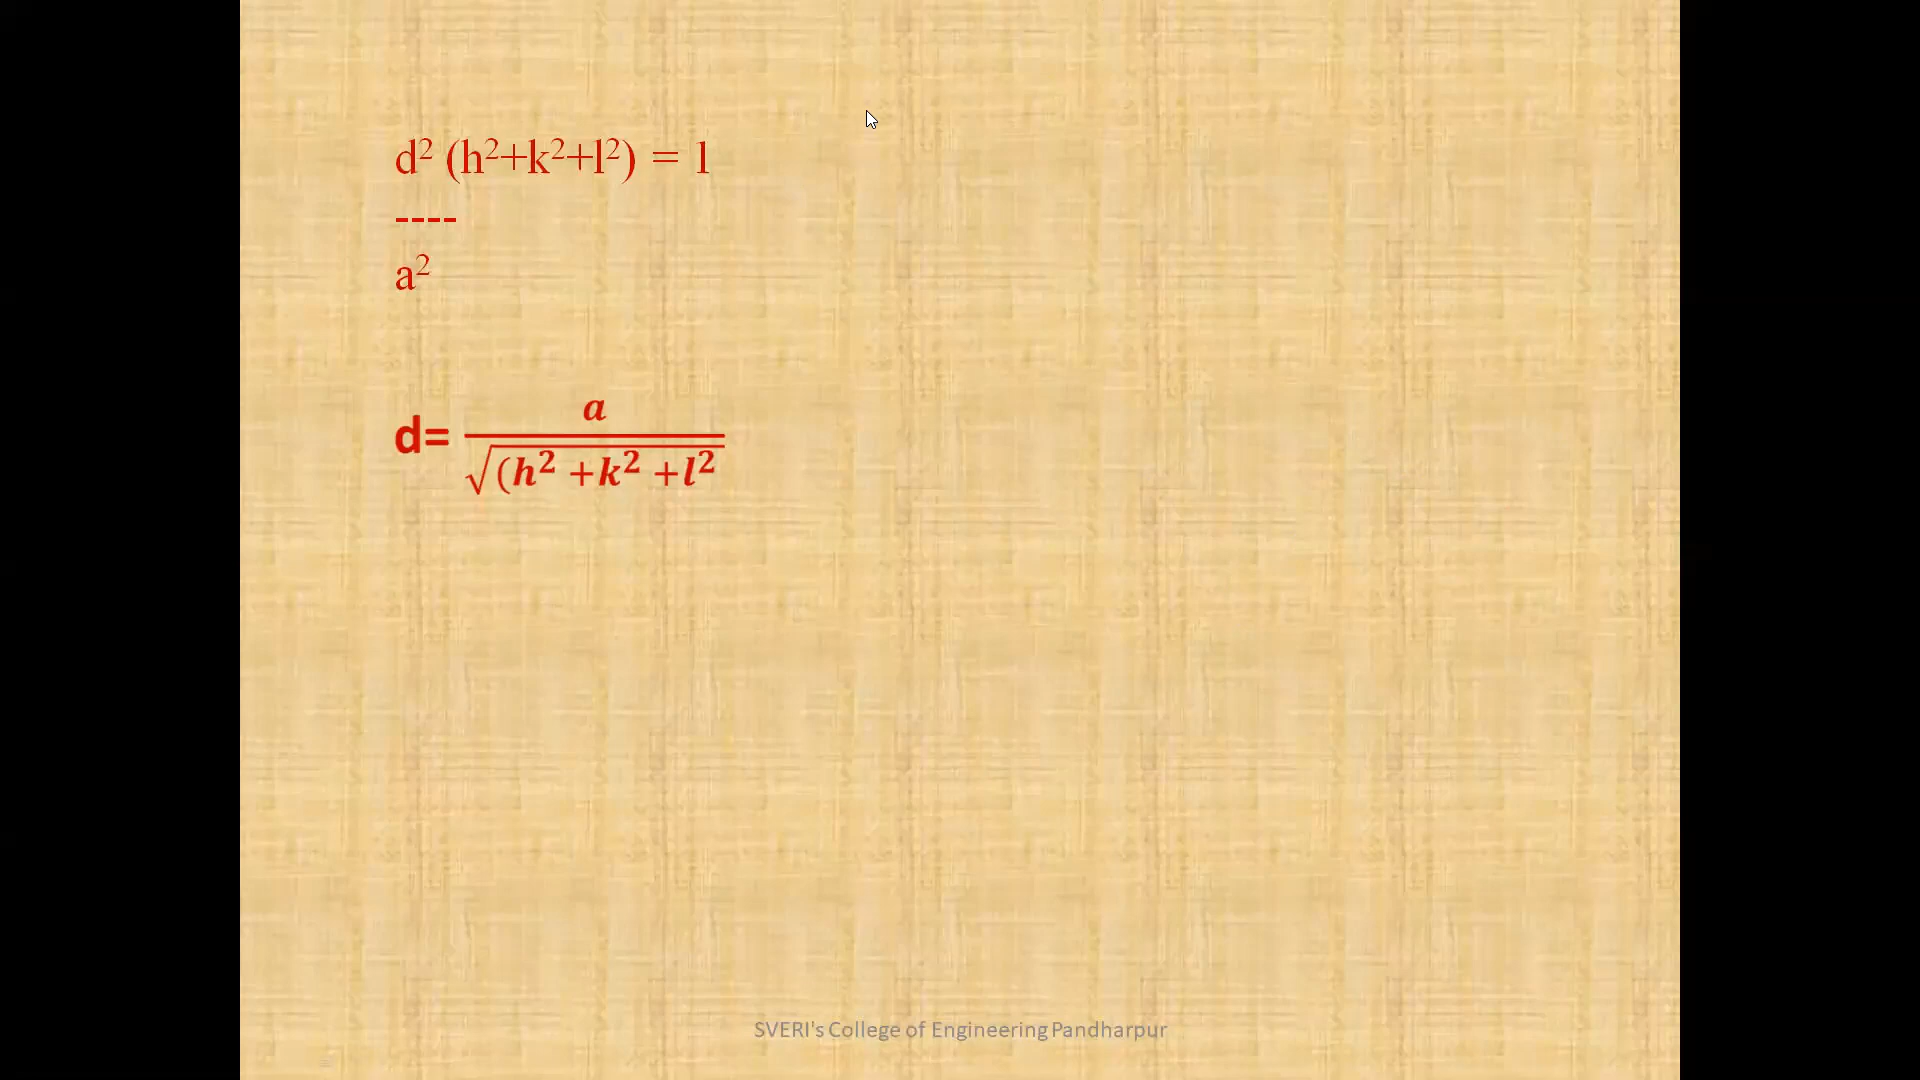 d² (h²+k²+l²) = 1
----
a²
d= a / √(h² +k² +l²
SVERI's College of Engineering Pandharpur